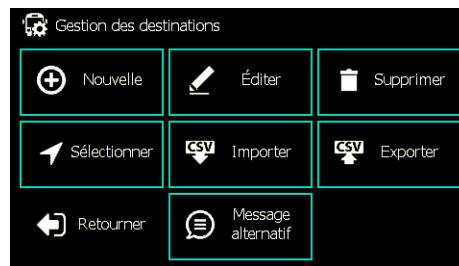 Gestion des destinations
Nouvelle
Éditer
Supprimer
Sélectionner
CSV
Importer
CSV
Exporter
Retourner
Message
alternatif